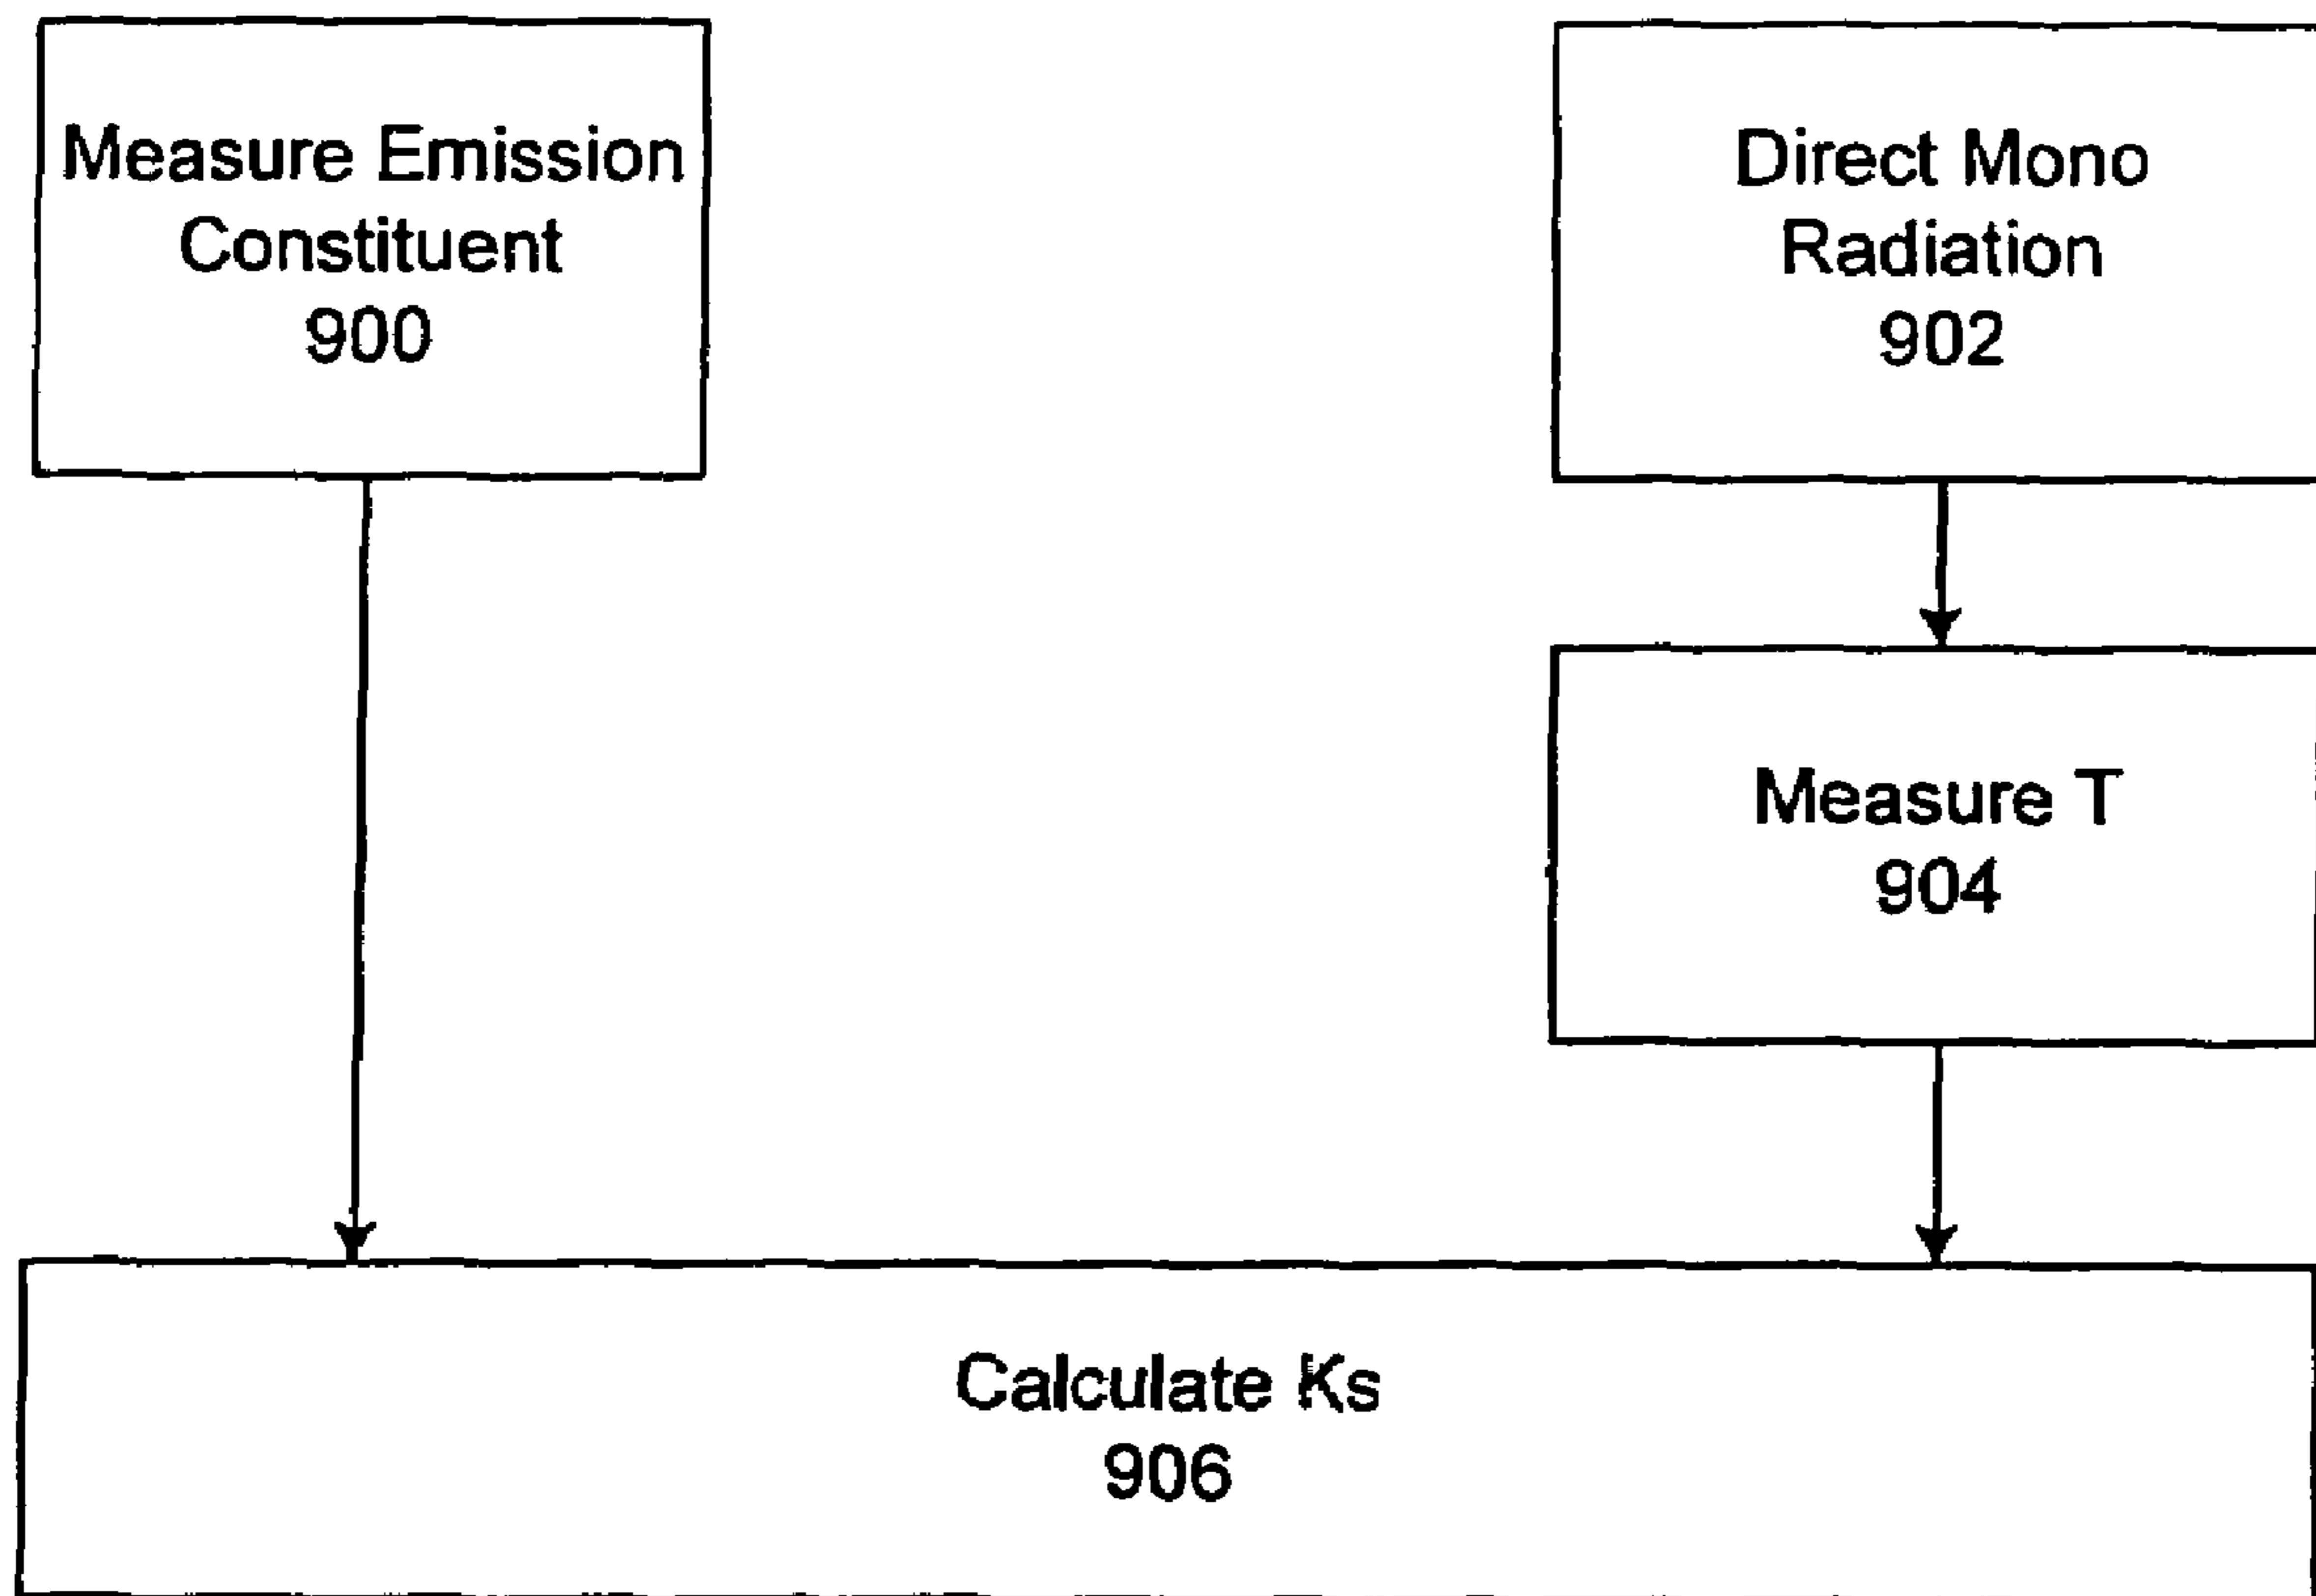 Measure Emission
Constituent
900
Direct Mono
Radiation
902
Measure T
904
Calculate Ks
906